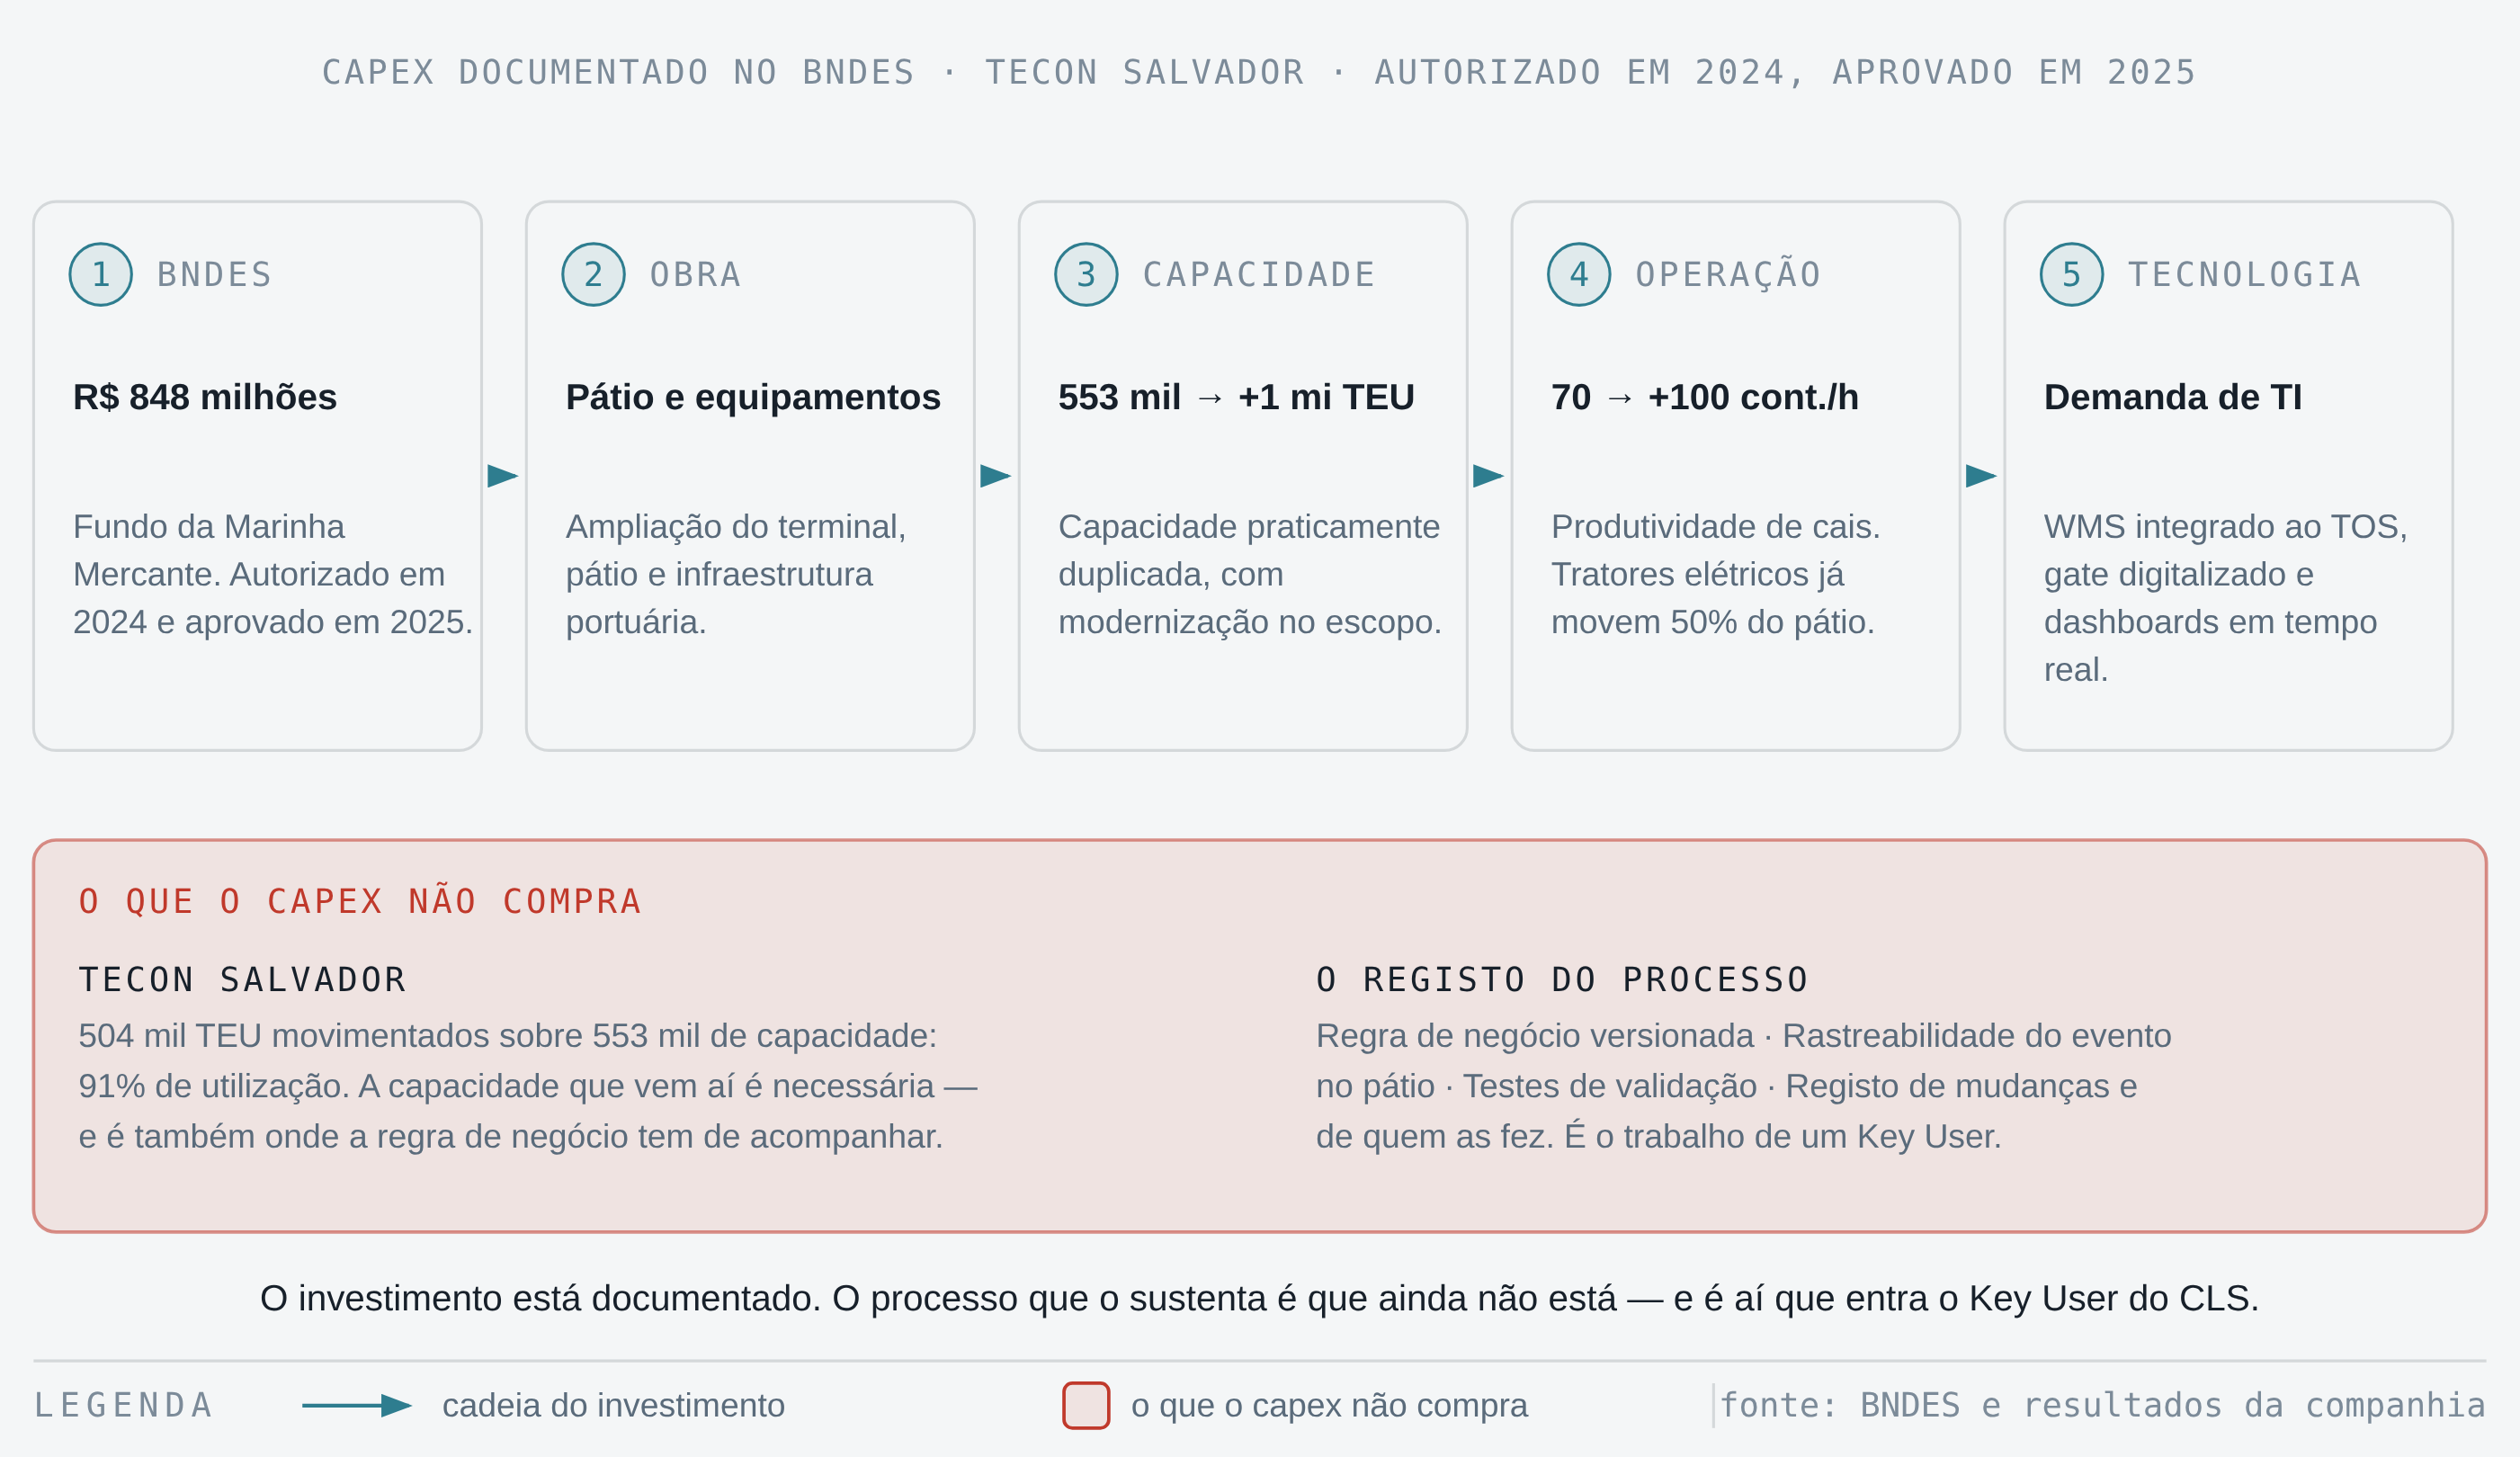 CAPEX DOCUMENTADO NO BNDES · TECON SALVADOR · AUTORIZADO EM 2024, APROVADO EM 2025
1 BNDES
R$ 848 milhões
Fundo da Marinha
Mercante. Autorizado em
2024 e aprovado em 2025.
2 OBRA
Pátio e equipamentos
Ampliação do terminal,
pátio e infraestrutura
portuária.
3 CAPACIDADE
553 mil → +1 mi TEU
Capacidade praticamente
duplicada, com
modernização no escopo.
4 OPERAÇÃO
70 → +100 cont./h
Produtividade de cais.
Tratores elétricos já
movem 50% do pátio.
5 TECNOLOGIA
Demanda de TI
WMS integrado ao TOS,
gate digitalizado e
dashboards em tempo
real.
O QUE O CAPEX NÃO COMPRA
TECON SALVADOR
504 mil TEU movimentados sobre 553 mil de capacidade:
91% de utilização. A capacidade que vem aí é necessária —
e é também onde a regra de negócio tem de acompanhar.
O REGISTO DO PROCESSO
Regra de negócio versionada · Rastreabilidade do evento
no pátio · Testes de validação · Registo de mudanças e
de quem as fez. É o trabalho de um Key User.
O investimento está documentado. O processo que o sustenta é que ainda não está — e é aí que entra o Key User do CLS.
LEGENDA
cadeia do investimento
o que o capex não compra
fonte: BNDES e resultados da companhia